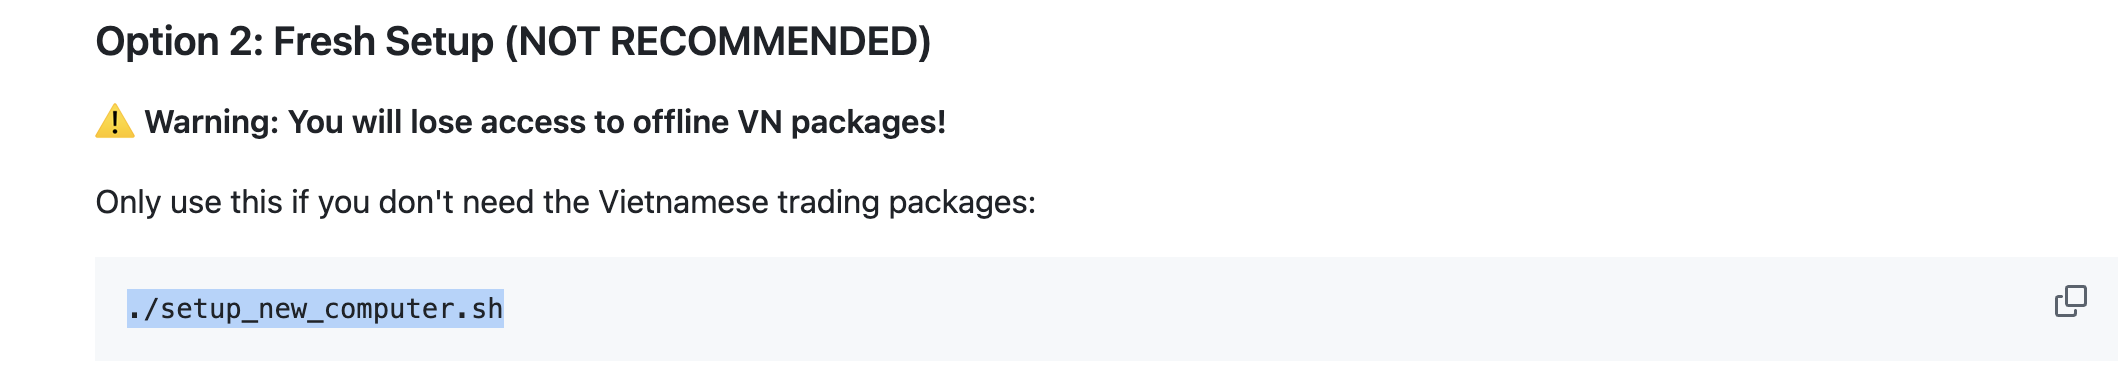 Option 2: Fresh Setup (NOT RECOMMENDED)
⚠️ Warning: You will lose access to offline VN packages!
Only use this if you don't need the Vietnamese trading packages:
./setup_new_computer.sh